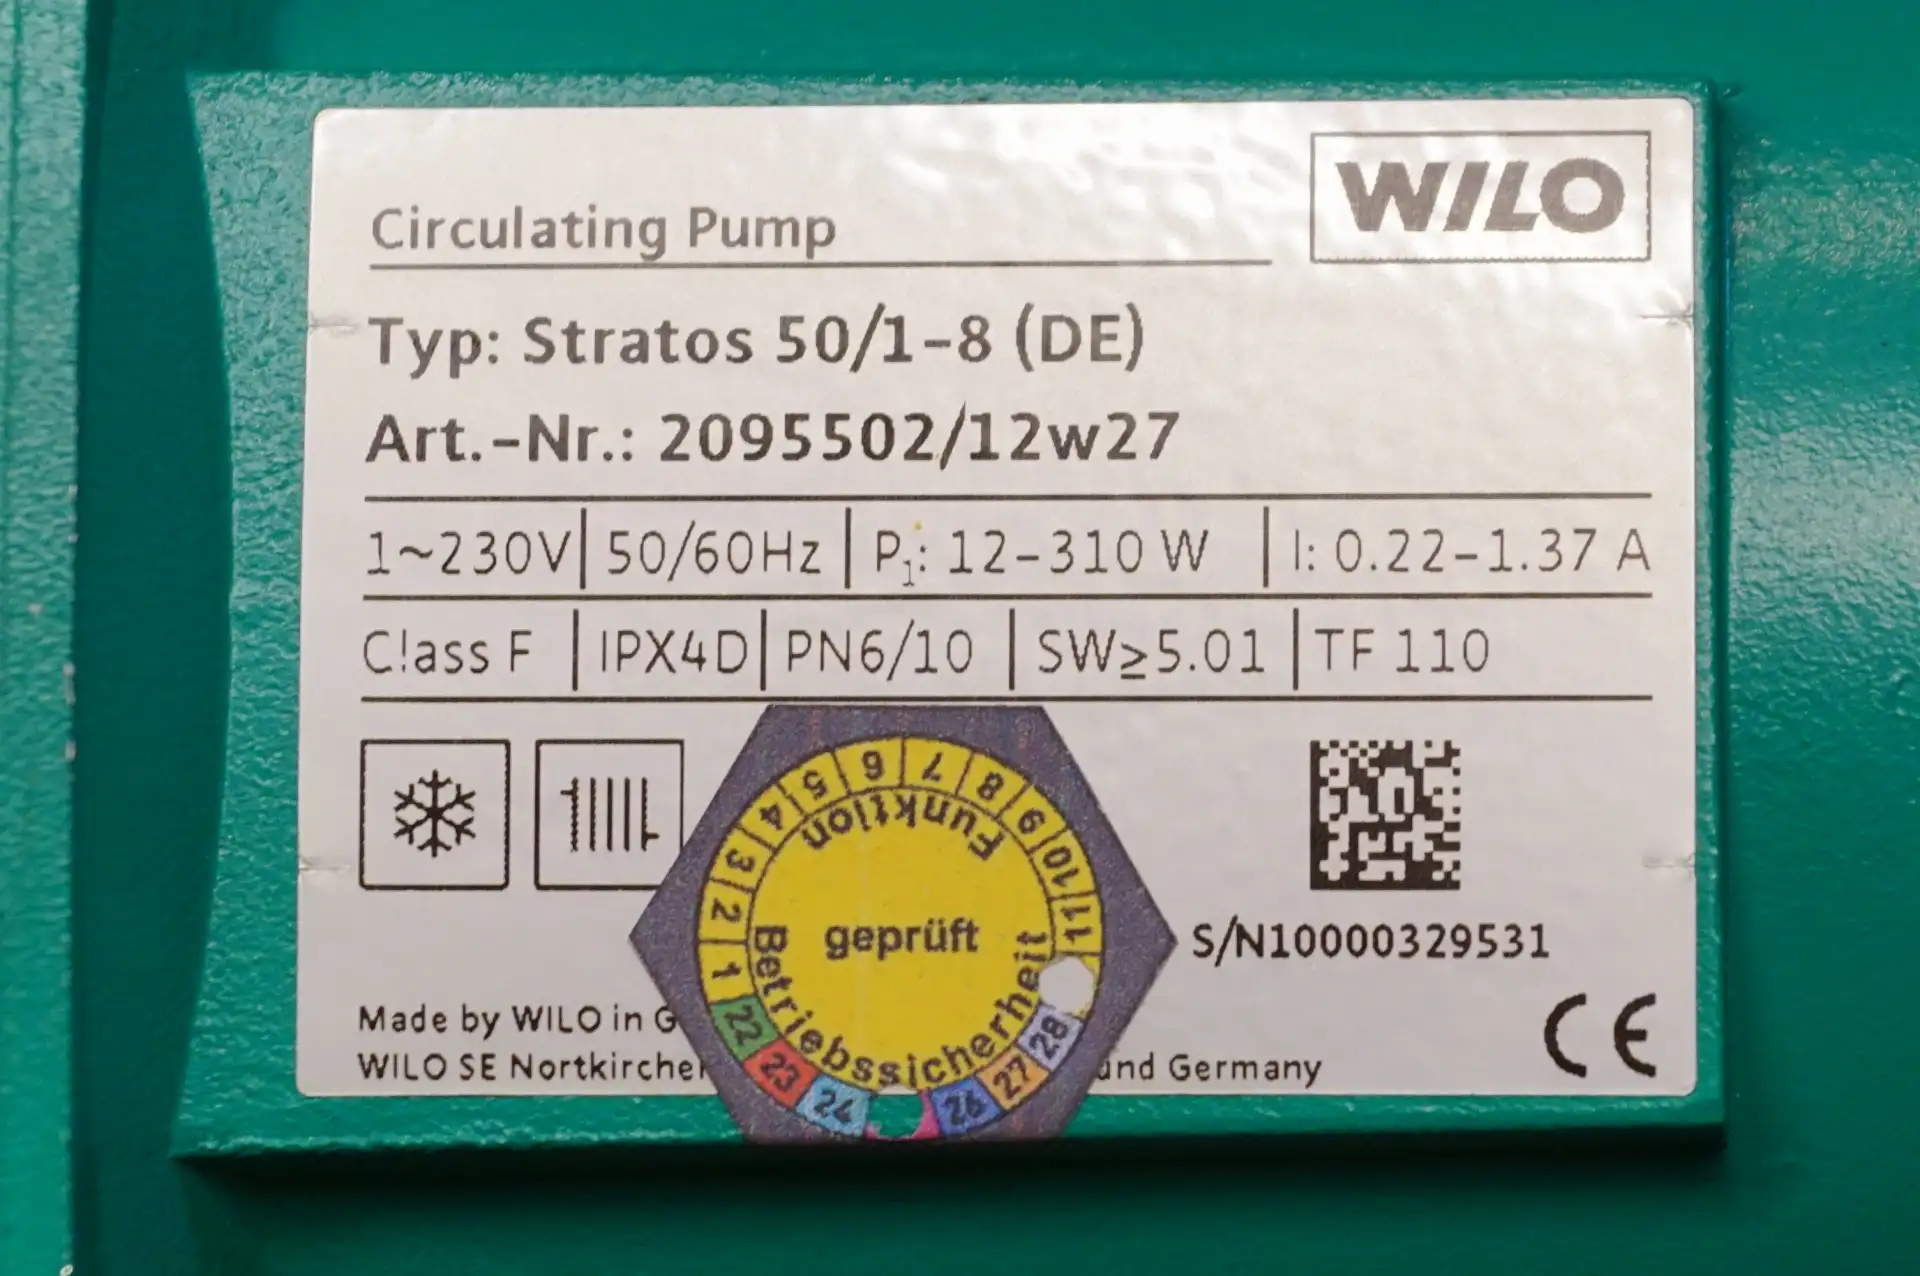 WILO
Circulating Pump
Typ: Stratos 50/1-8 (DE)
Art.-Nr.: 2095502/12w27
1~230V 50/60Hz P1: 12-310 W I: 0.22-1.37 A
Class F IPX4D PN6/10 SW≥5.01 TF 110
1 2 3 4 5 6 7 8 9 10 11
Funktion
geprüft
Betriebssicherheit
22 23 24 26 27 28
S/N10000329531
Made by WILO in
WILO SE Germany
CE